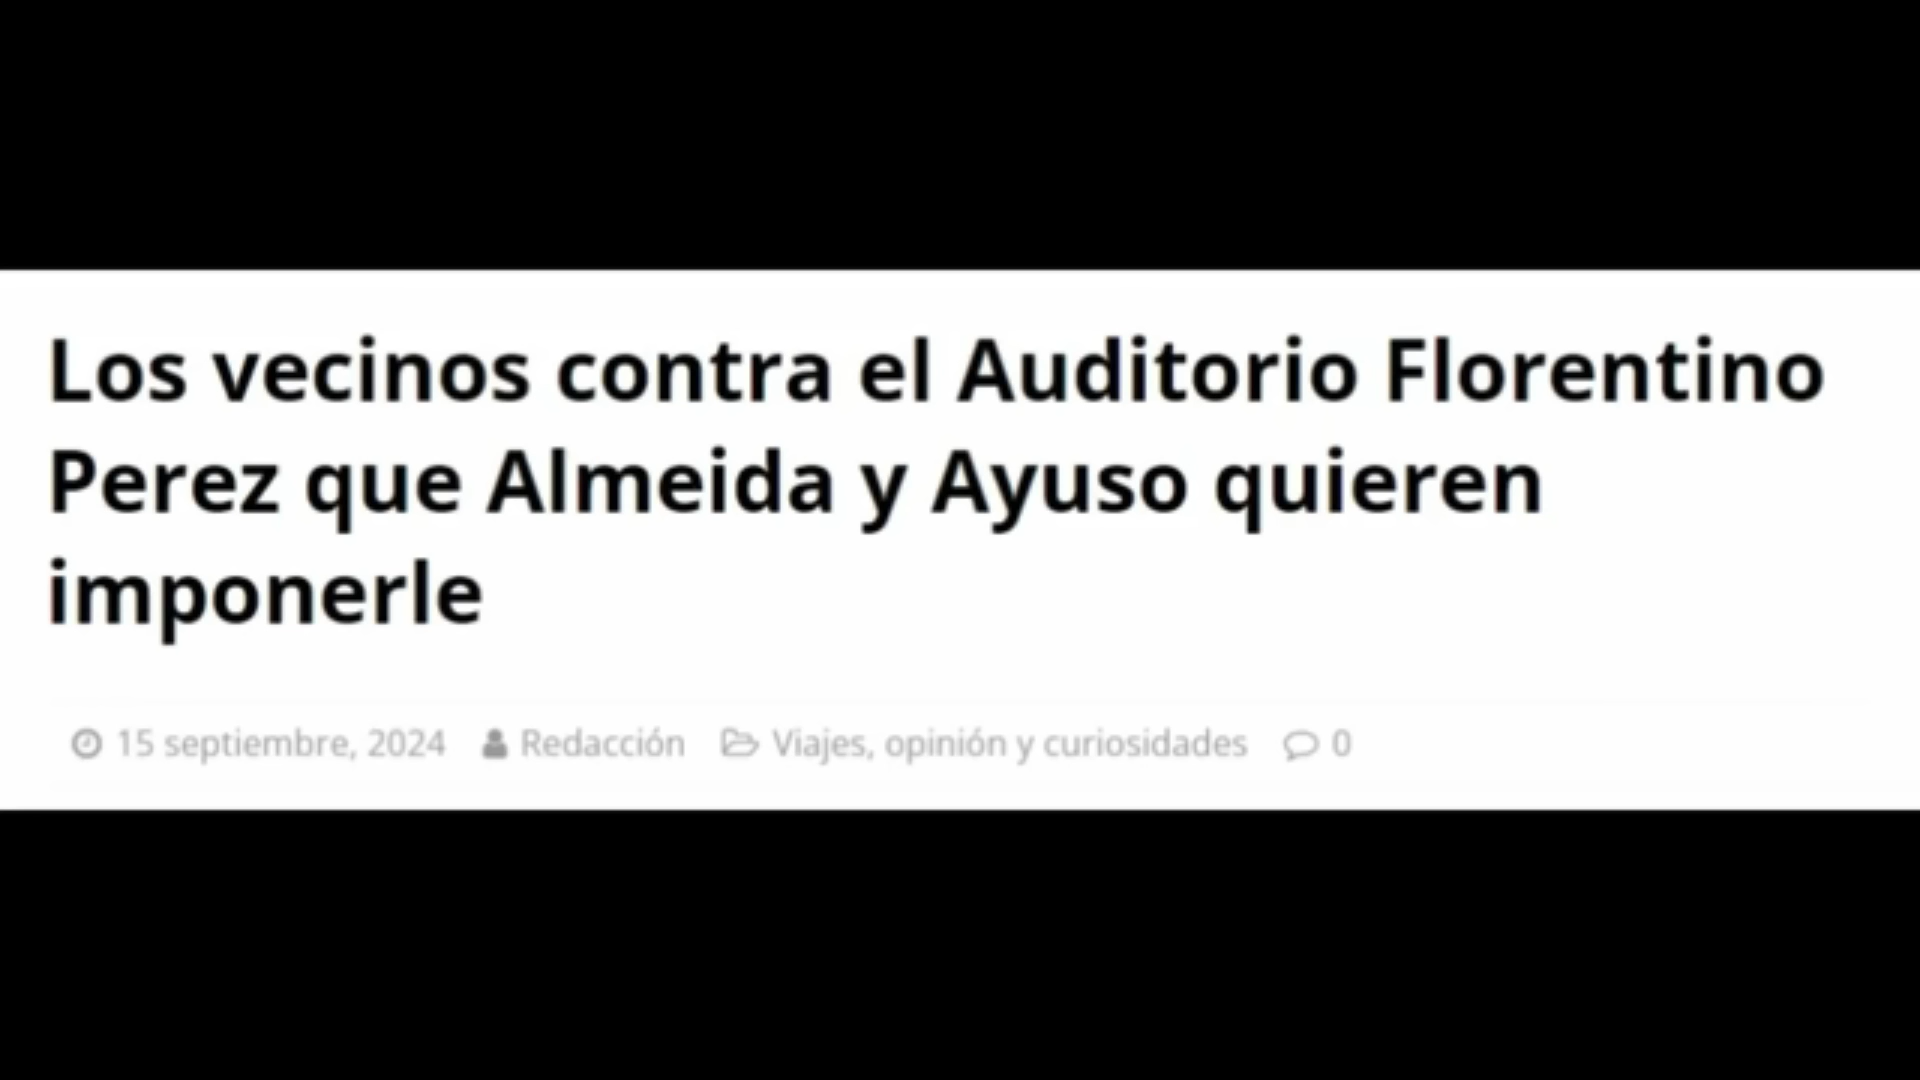 Los vecinos contra el Auditorio Florentino
Perez que Almeida y Ayuso quieren
imponerle
15 septiembre, 2024 Redacción Viajes, opinión y curiosidades 0